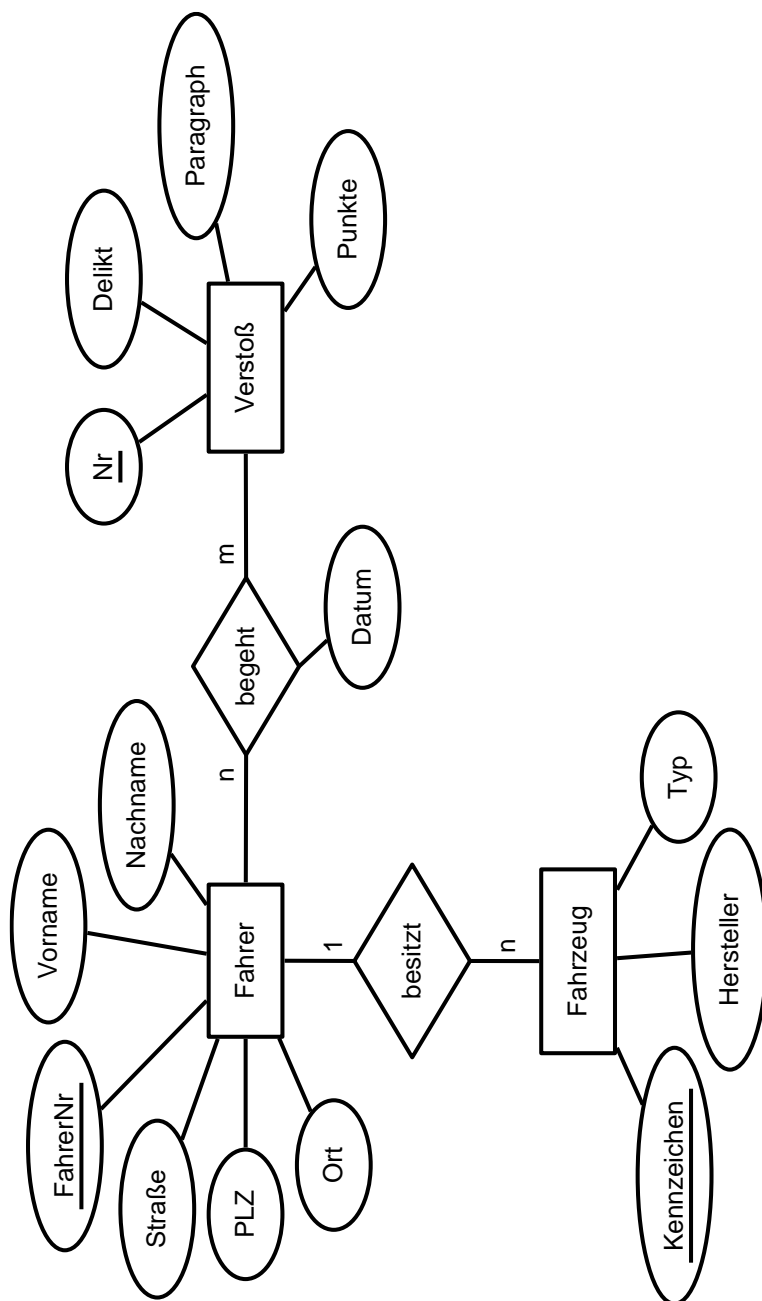 FahrerNr
Vorname
Nachname
Straße
PLZ
Ort
Fahrer
n
begeht
m
Datum
Nr
Delikt
Paragraph
Punkte
Verstoß
1
besitzt
n
Fahrzeug
Kennzeichen
Hersteller
Typ